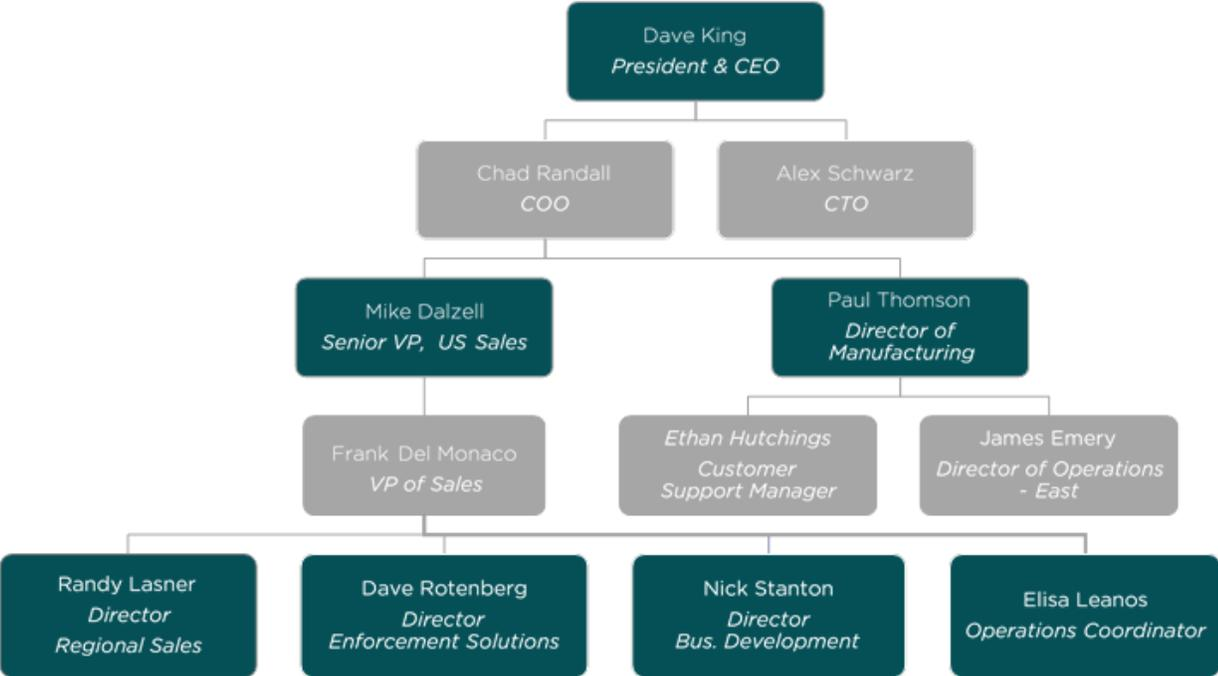 Dave King
President & CEO
Chad Randall
COO
Alex Schwarz
CTO
Mike Dalzell
Senior VP, US Sales
Paul Thomson
Director of
Manufacturing
Frank Del Monaco
VP of Sales
Ethan Hutchings
Customer
Support Manager
James Emery
Director of Operations
- East
Randy Lasner
Director
Regional Sales
Dave Rotenberg
Director
Enforcement Solutions
Nick Stanton
Director
Bus. Development
Elisa Leanos
Operations Coordinator